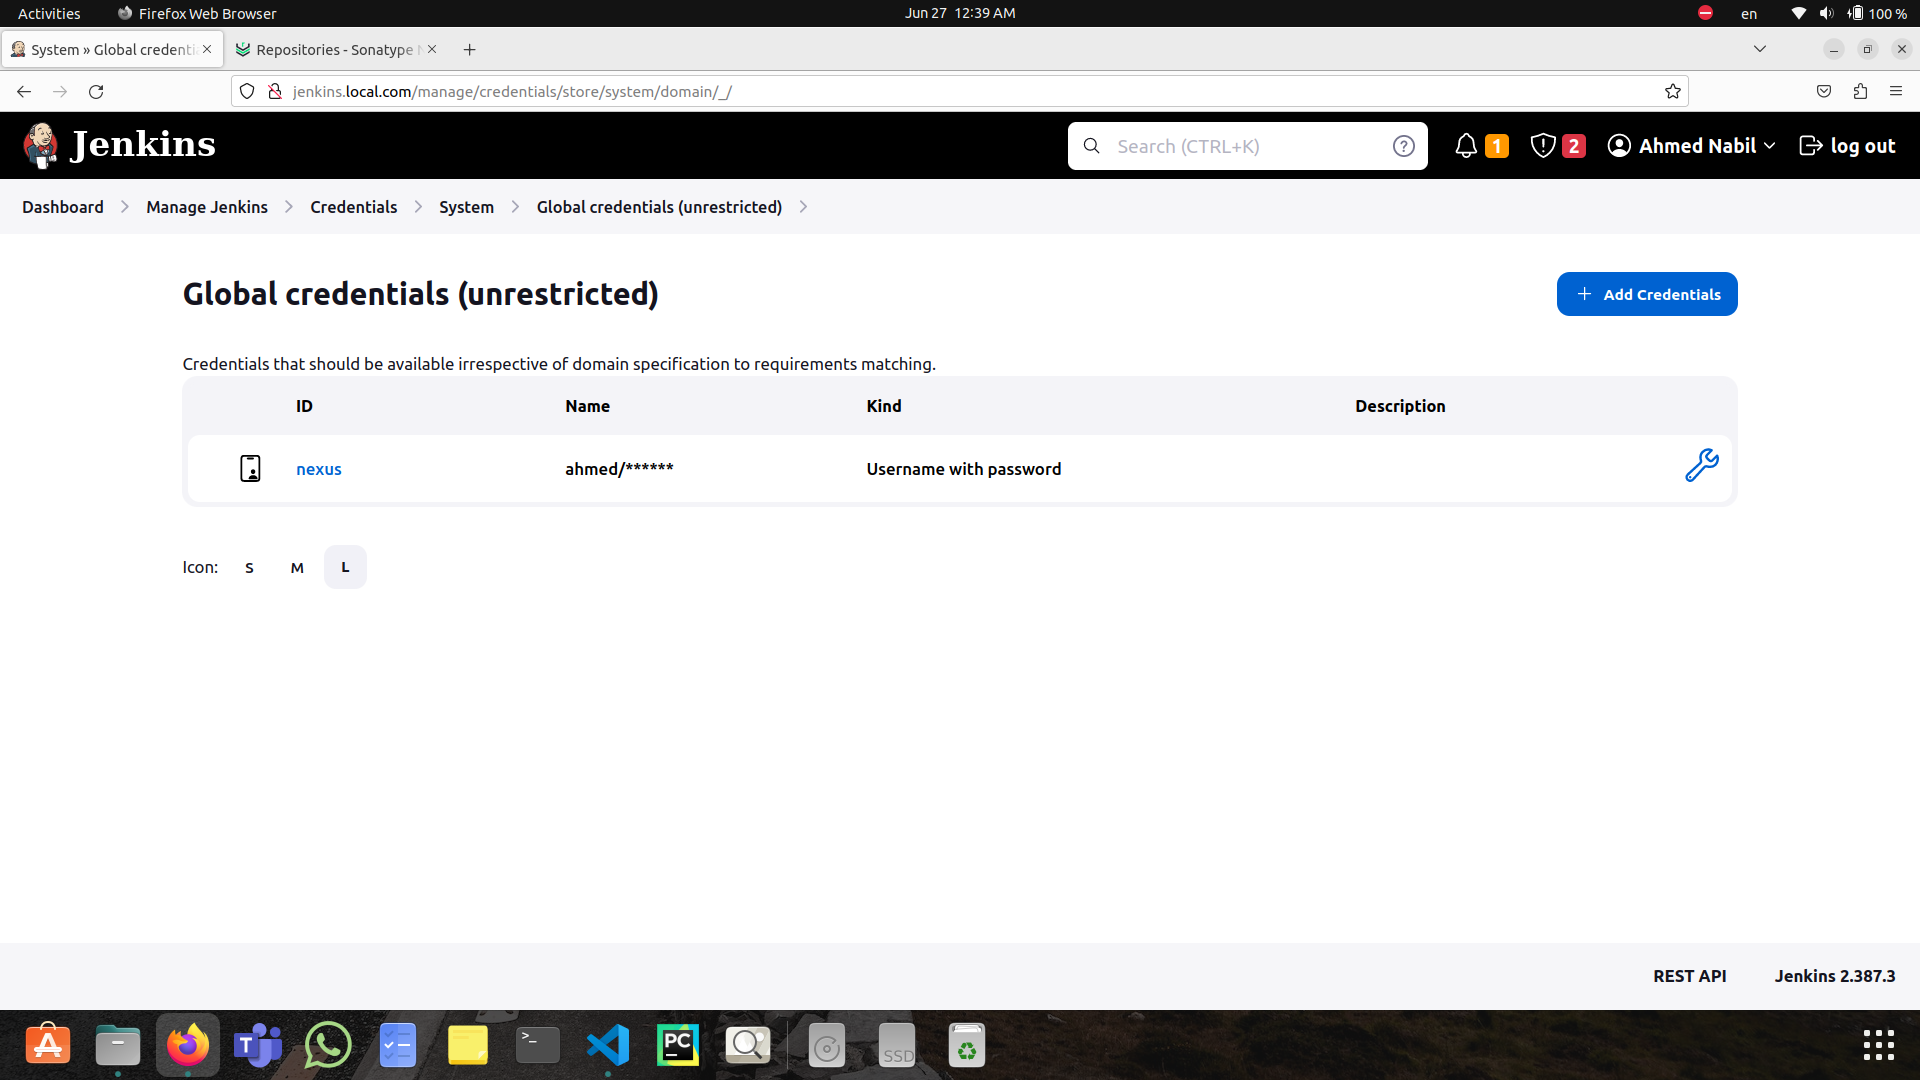 Activities
Firefox Web Browser
Jun 27 12:39 AM
en
100 %
System » Global credenti
Repositories - Sonatype
jenkins.local.com/manage/credentials/store/system/domain/_/
Jenkins
Search (CTRL+K)
1
2
Ahmed Nabil
log out
Dashboard
Manage Jenkins
Credentials
System
Global credentials (unrestricted)
Global credentials (unrestricted)
Add Credentials
Credentials that should be available irrespective of domain specification to requirements matching.
ID Name Kind Description
nexus ahmed/****** Username with password
Icon: S M L
REST API
Jenkins 2.387.3
T
>_
PC
SSD